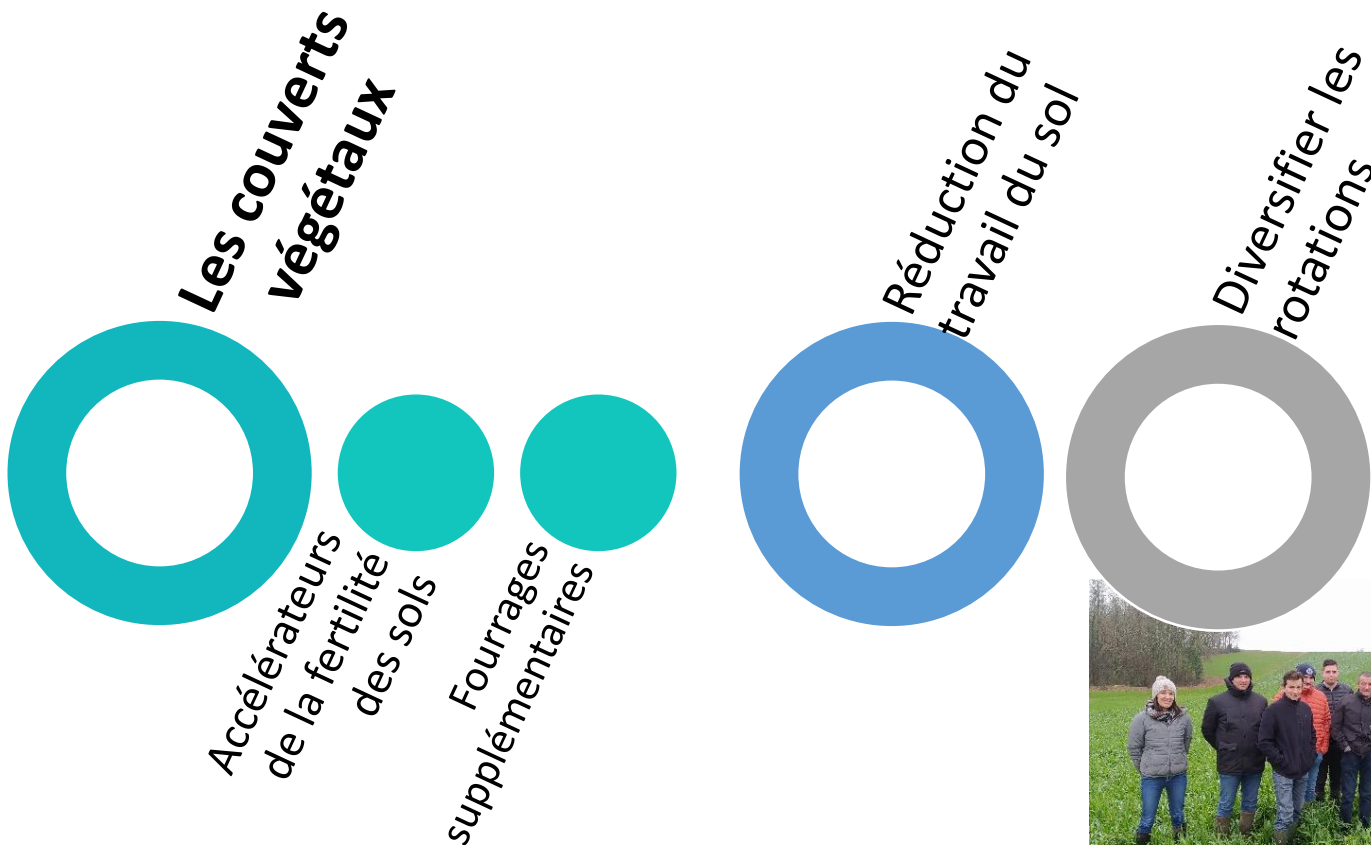 Les couverts
végétaux
Accélérateurs
de la fertilité
des sols
Fourrages
supplémentaires
Réduction du
travail du sol
Diversifier les
rotations